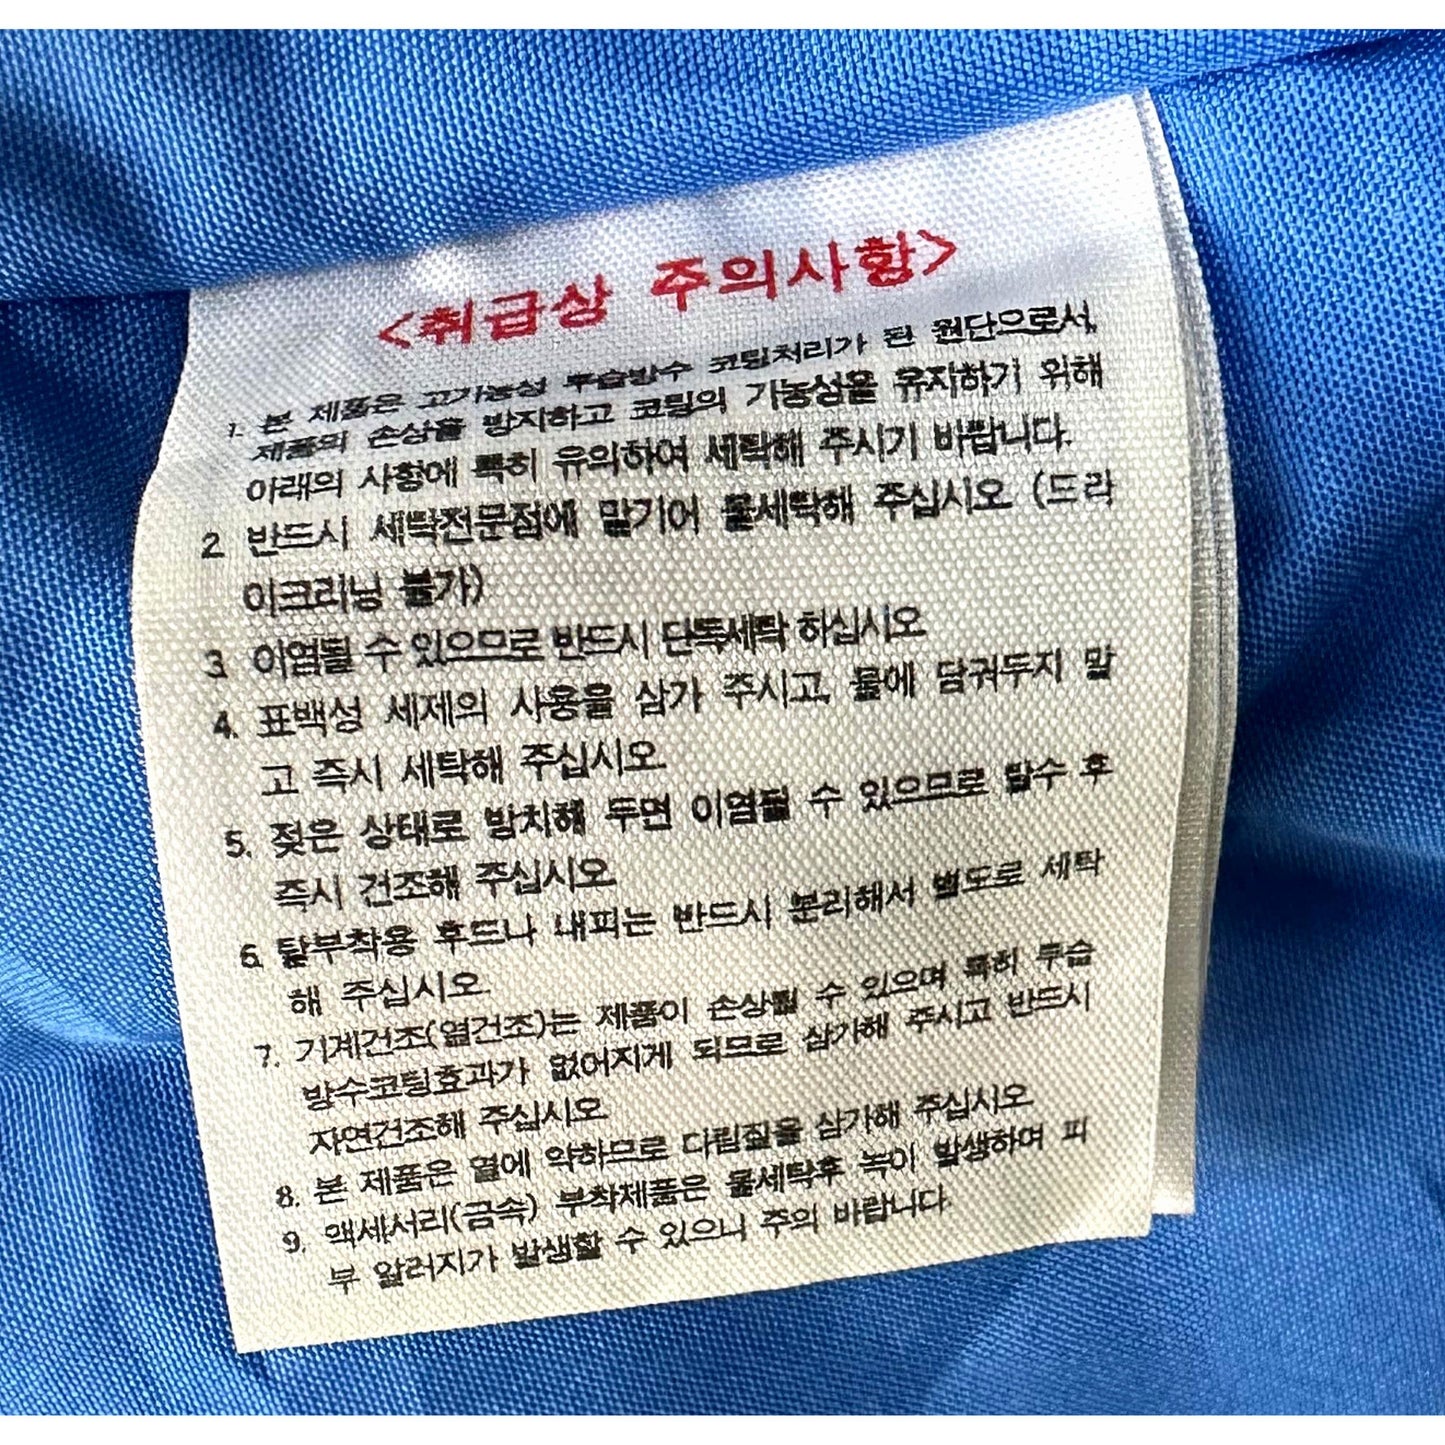 <취급상 주의사항>
1. 본 제품은 고기능성 투습방수 코팅처리가 된 원단으로서,
제품의 손상을 방지하고 코팅의 기능성을 유지하기 위해
아래의 사항에 특히 유의하여 세탁해 주시기 바랍니다.
2. 반드시 세탁전문점에 맡기어 물세탁해 주십시오 (드라
이크리닝 불가)
3. 이염될 수 있으므로 반드시 단독세탁 하십시오
4. 표백성 세제의 사용을 삼가 주시고, 물에 담궈두지 말
고 즉시 세탁해 주십시오.
5. 젖은 상태로 방치해 두면 이염될 수 있으므로 탈수 후
즉시 건조해 주십시오.
6. 탈부착용 후드나 내피는 반드시 분리해서 별도로 세탁
해 주십시오.
7. 기계건조(열건조)는 제품이 손상될 수 있으며 특히 투습
방수코팅효과가 없어지게 되므로 삼가해 주시고 반드시
자연건조해 주십시오.
8. 본 제품은 열에 약하므로 다림질을 삼가해 주십시오.
9. 액세서리(금속) 부착제품은 물세탁후 녹이 발생하며 피
부 알러지가 발생할 수 있으니 주의 바랍니다.